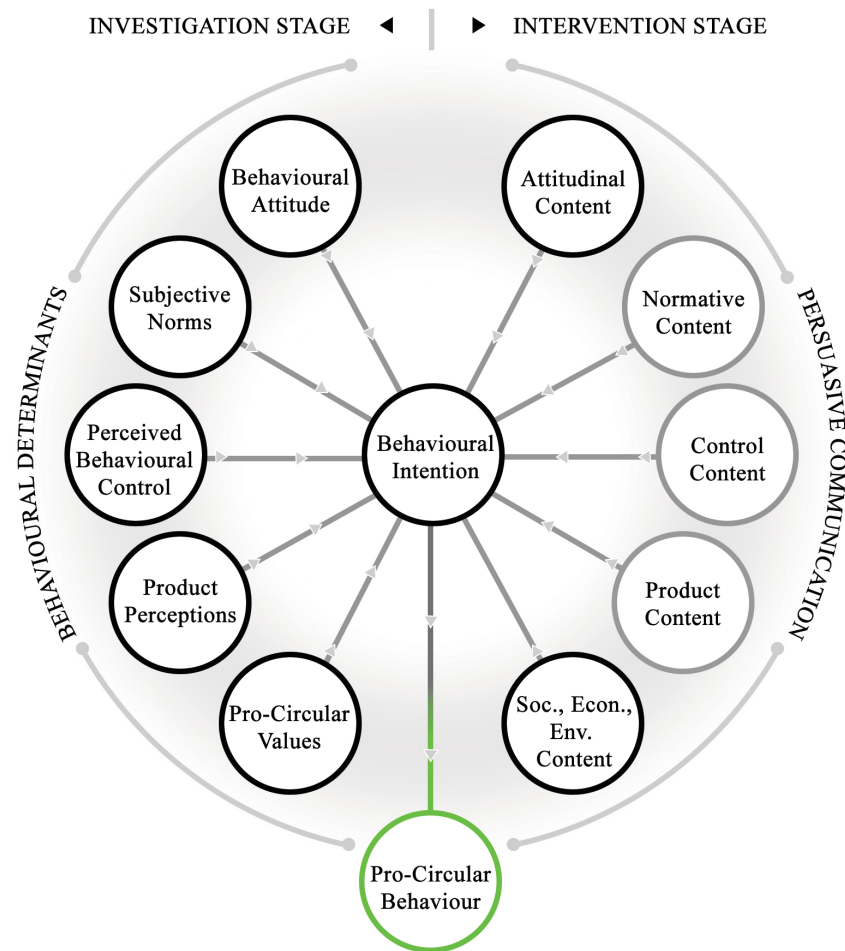 INVESTIGATION STAGE
INTERVENTION STAGE
BEHAVIOURAL DETERMINANTS
PERSUASIVE COMMUNICATION
Behavioural
Attitude
Attitudinal
Content
Subjective
Norms
Normative
Content
Perceived
Behavioural
Control
Behavioural
Intention
Control
Content
Product
Perceptions
Product
Content
Pro-Circular
Values
Soc., Econ.,
Env.
Content
Pro-Circular
Behaviour